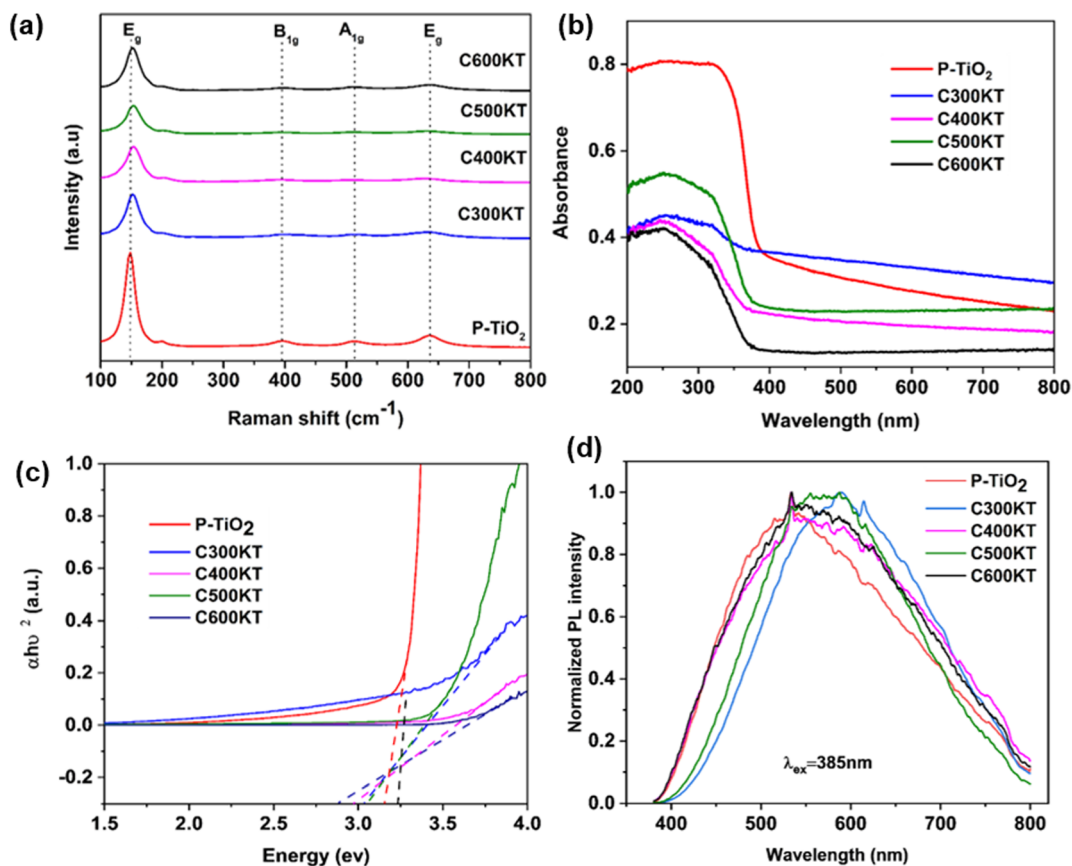 (a)
E_g
B_1g
A_1g
E_g
C600KT
C500KT
C400KT
C300KT
P-TiO₂
Intensity (a.u)
100 200 300 400 500 600 700 800
Raman shift (cm⁻¹)
(b)
0.8
0.6
0.4
0.2
Absorbance
P-TiO₂
C300KT
C400KT
C500KT
C600KT
200 300 400 500 600 700 800
Wavelength (nm)
(c)
1.0
0.8
0.6
0.4
0.2
0.0
-0.2
αhυ ² (a.u.)
P-TiO₂
C300KT
C400KT
C500KT
C600KT
1.5 2.0 2.5 3.0 3.5 4.0
Energy (ev)
(d)
1.0
0.8
0.6
0.4
0.2
0.0
Normalized PL intensity
P-TiO₂
C300KT
C400KT
C500KT
C600KT
λ_ex=385nm
400 500 600 700 800
Wavelength (nm)